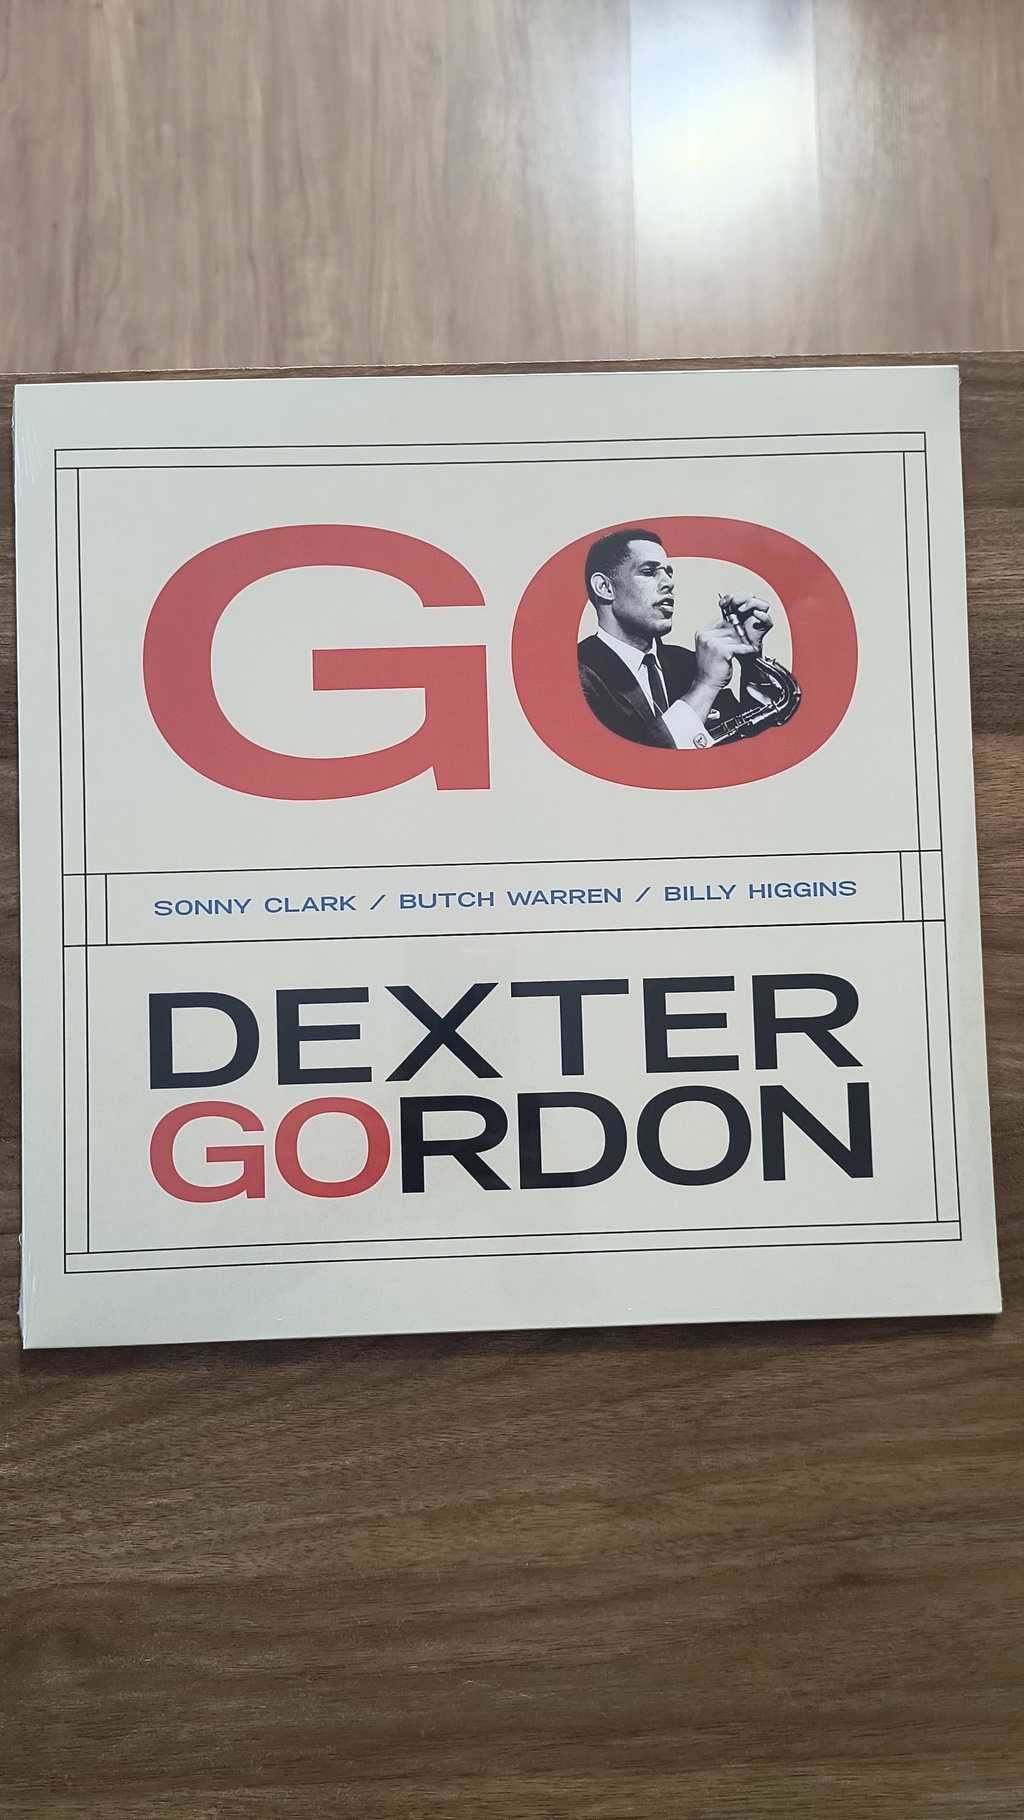 GO
SONNY CLARK / BUTCH WARREN / BILLY HIGGINS
DEXTER
GORDON